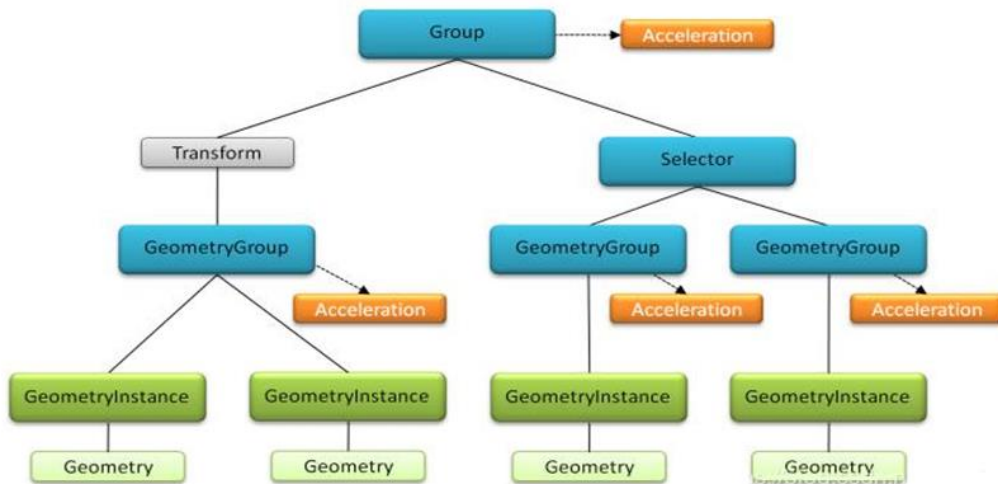 Group
Acceleration
Transform
Selector
GeometryGroup
GeometryGroup
GeometryGroup
Acceleration
Acceleration
Acceleration
GeometryInstance
GeometryInstance
GeometryInstance
GeometryInstance
Geometry
Geometry
Geometry
Geometry